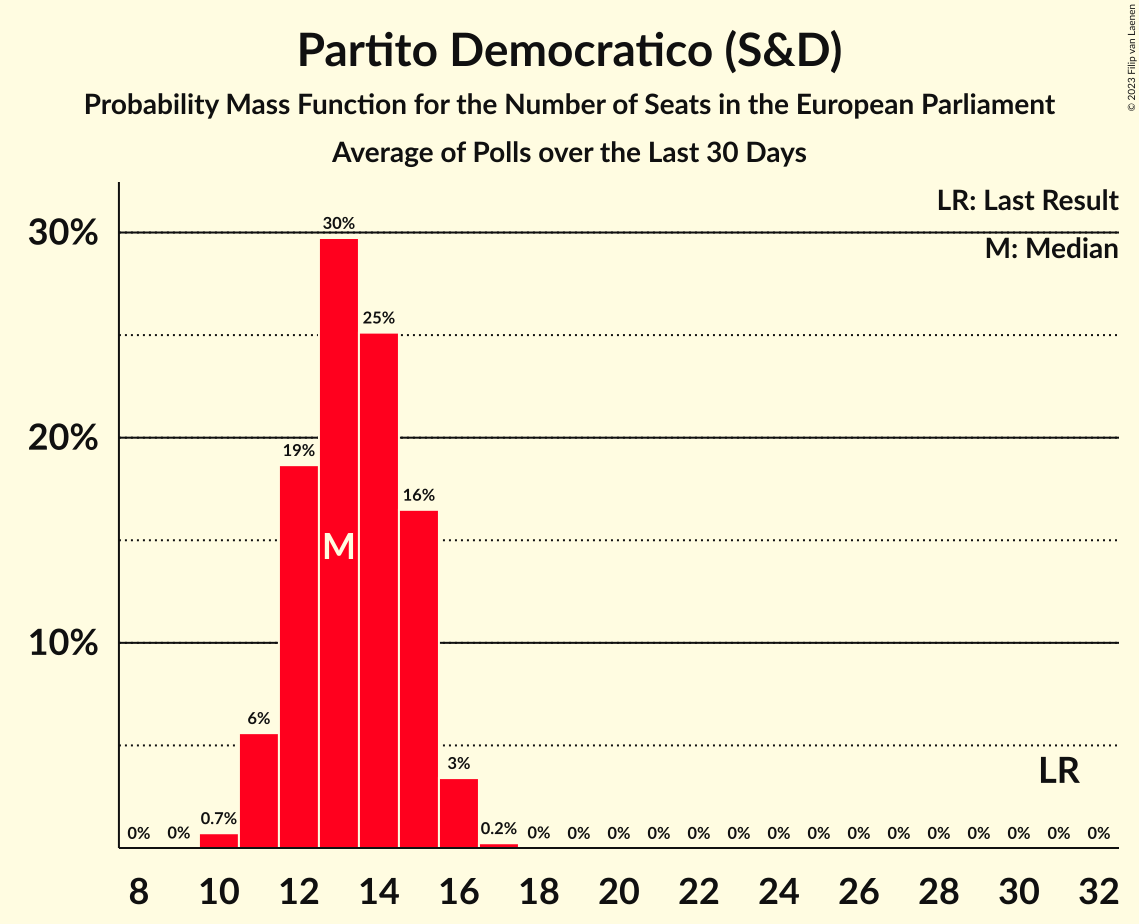 Partito Democratico (S&D)
Probability Mass Function for the Number of Seats in the European Parliament
Average of Polls over the Last 30 Days
© 2023 Filip van Laenen
LR: Last Result
M: Median
30%
20%
10%
0% 0% 0.7% 6% 19% 30% 25% 16% 3% 0.2% 0% 0% 0% 0% 0% 0% 0% 0% 0% 0% 0% 0% 0% 0% 0%
M
LR
8 10 12 14 16 18 20 22 24 26 28 30 32